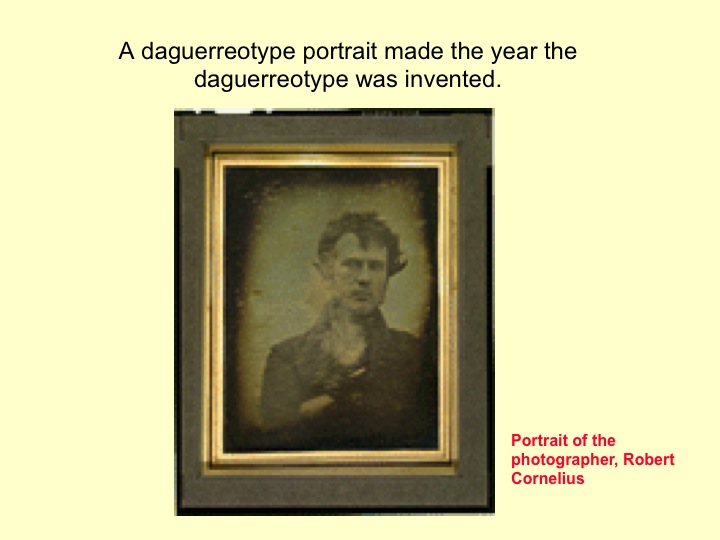 A daguerreotype portrait made the year the
daguerreotype was invented.
Portrait of the
photographer, Robert
Cornelius